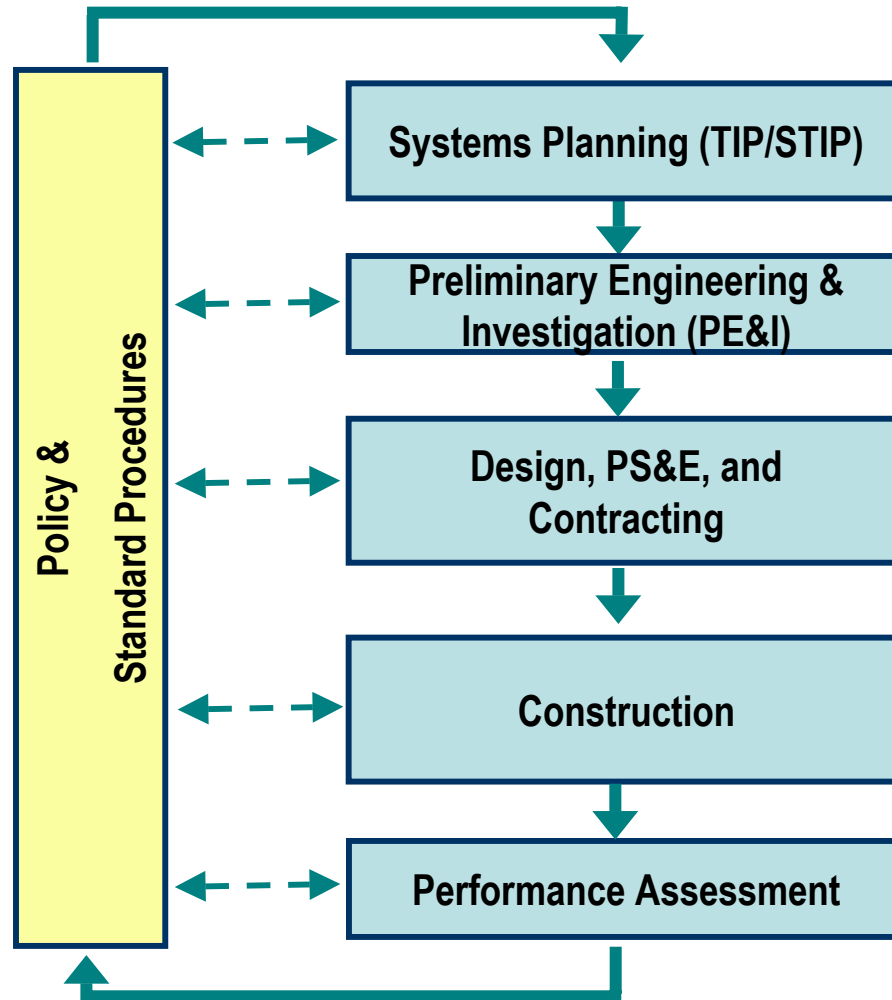 Policy &
Standard Procedures
Systems Planning (TIP/STIP)
Preliminary Engineering &
Investigation (PE&I)
Design, PS&E, and
Contracting
Construction
Performance Assessment